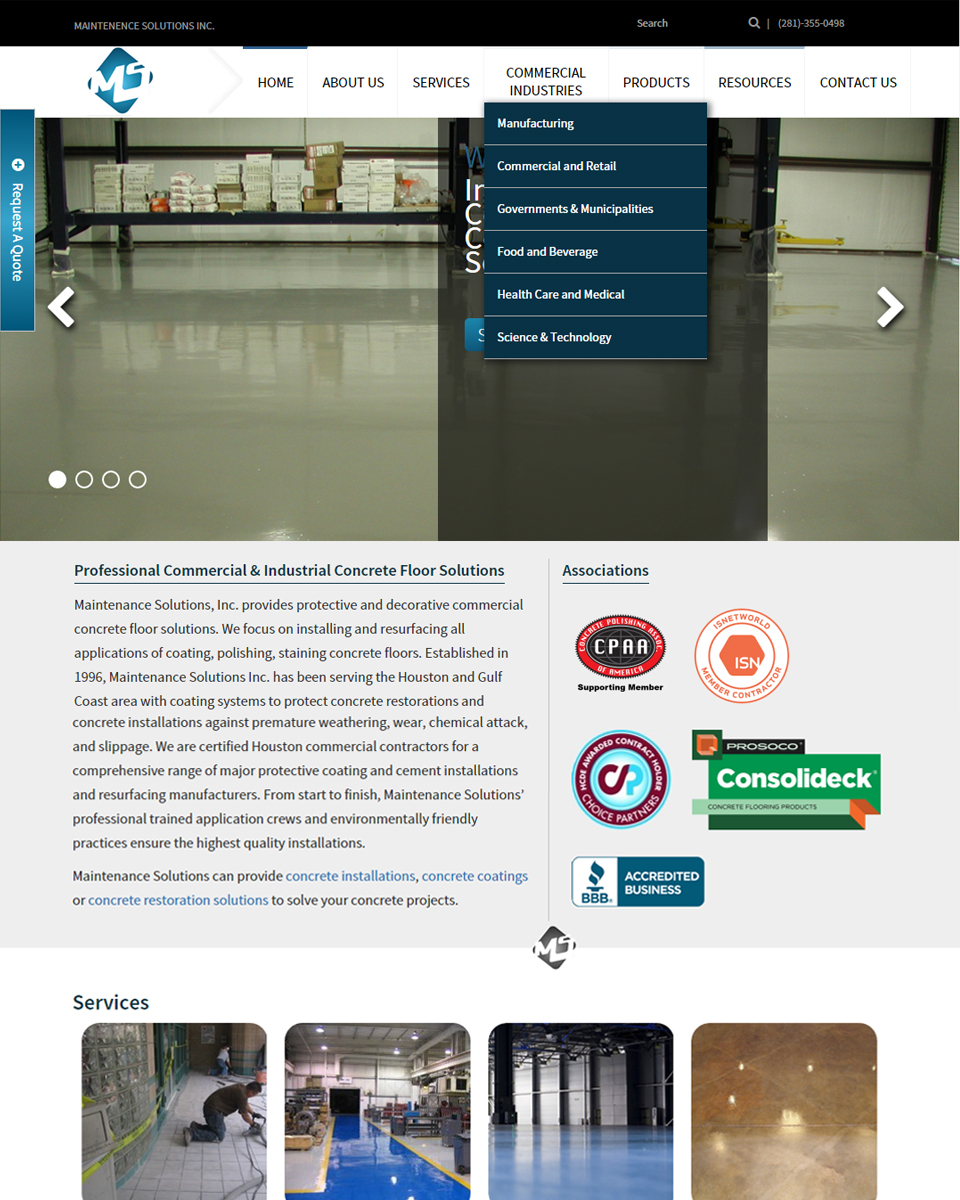 MAINTENENCE SOLUTIONS INC.
Search
| (281)-355-0498
MS
HOME
ABOUT US
SERVICES
COMMERCIAL
INDUSTRIES
PRODUCTS
RESOURCES
CONTACT US
Request A Quote
Manufacturing
Commercial and Retail
Governments & Municipalities
Food and Beverage
Health Care and Medical
Science & Technology
Professional Commercial & Industrial Concrete Floor Solutions
Maintenance Solutions, Inc. provides protective and decorative commercial
concrete floor solutions. We focus on installing and resurfacing all
applications of coating, polishing, staining concrete floors. Established in
1996, Maintenance Solutions Inc. has been serving the Houston and Gulf
Coast area with coating systems to protect concrete restorations and
concrete installations against premature weathering, wear, chemical attack,
and slippage. We are certified Houston commercial contractors for a
comprehensive range of major protective coating and cement installations
and resurfacing manufacturers. From start to finish, Maintenance Solutions’
professional trained application crews and environmentally friendly
practices ensure the highest quality installations.
Maintenance Solutions can provide concrete installations, concrete coatings
or concrete restoration solutions to solve your concrete projects.
Associations
CONCRETE POLISHING ASSOC.
CPAA
OF AMERICA
Supporting Member
ISNETWORLD
ISN
MEMBER CONTRACTOR
HCDE AWARDED CONTRACT HOLDER
CP
CHOICE PARTNERS
PROSOCO
Consolideck
CONCRETE FLOORING PRODUCTS
BBB
ACCREDITED
BUSINESS
MS
Services